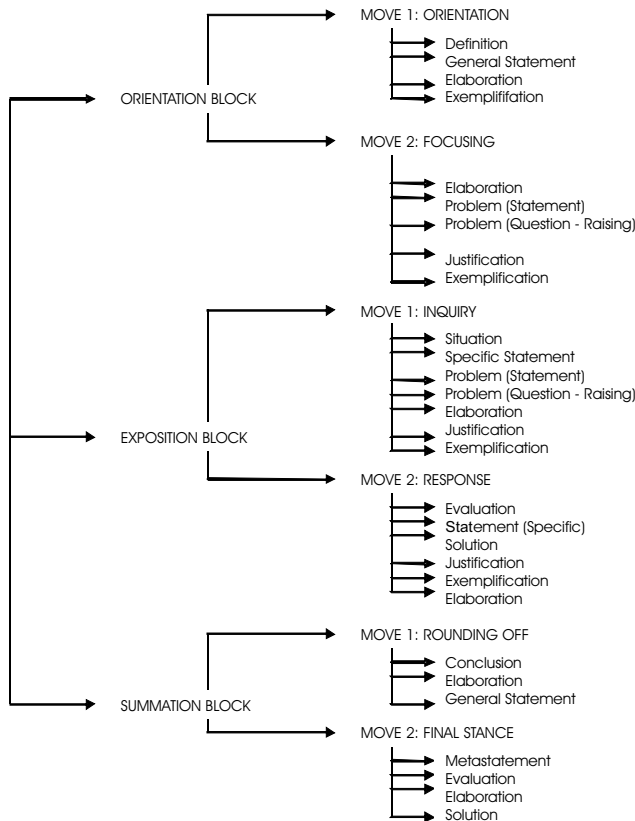 MOVE 1: ORIENTATION
Definition
General Statement
Elaboration
Exemplififation
ORIENTATION BLOCK
MOVE 2: FOCUSING
Elaboration
Problem (Statement)
Problem (Question - Raising)
Justification
Exemplification
MOVE 1: INQUIRY
Situation
Specific Statement
Problem (Statement)
Problem (Question - Raising)
Elaboration
Justification
Exemplification
EXPOSITION BLOCK
MOVE 2: RESPONSE
Evaluation
Statement (Specific)
Solution
Justification
Exemplification
Elaboration
MOVE 1: ROUNDING OFF
Conclusion
Elaboration
General Statement
SUMMATION BLOCK
MOVE 2: FINAL STANCE
Metastatement
Evaluation
Elaboration
Solution